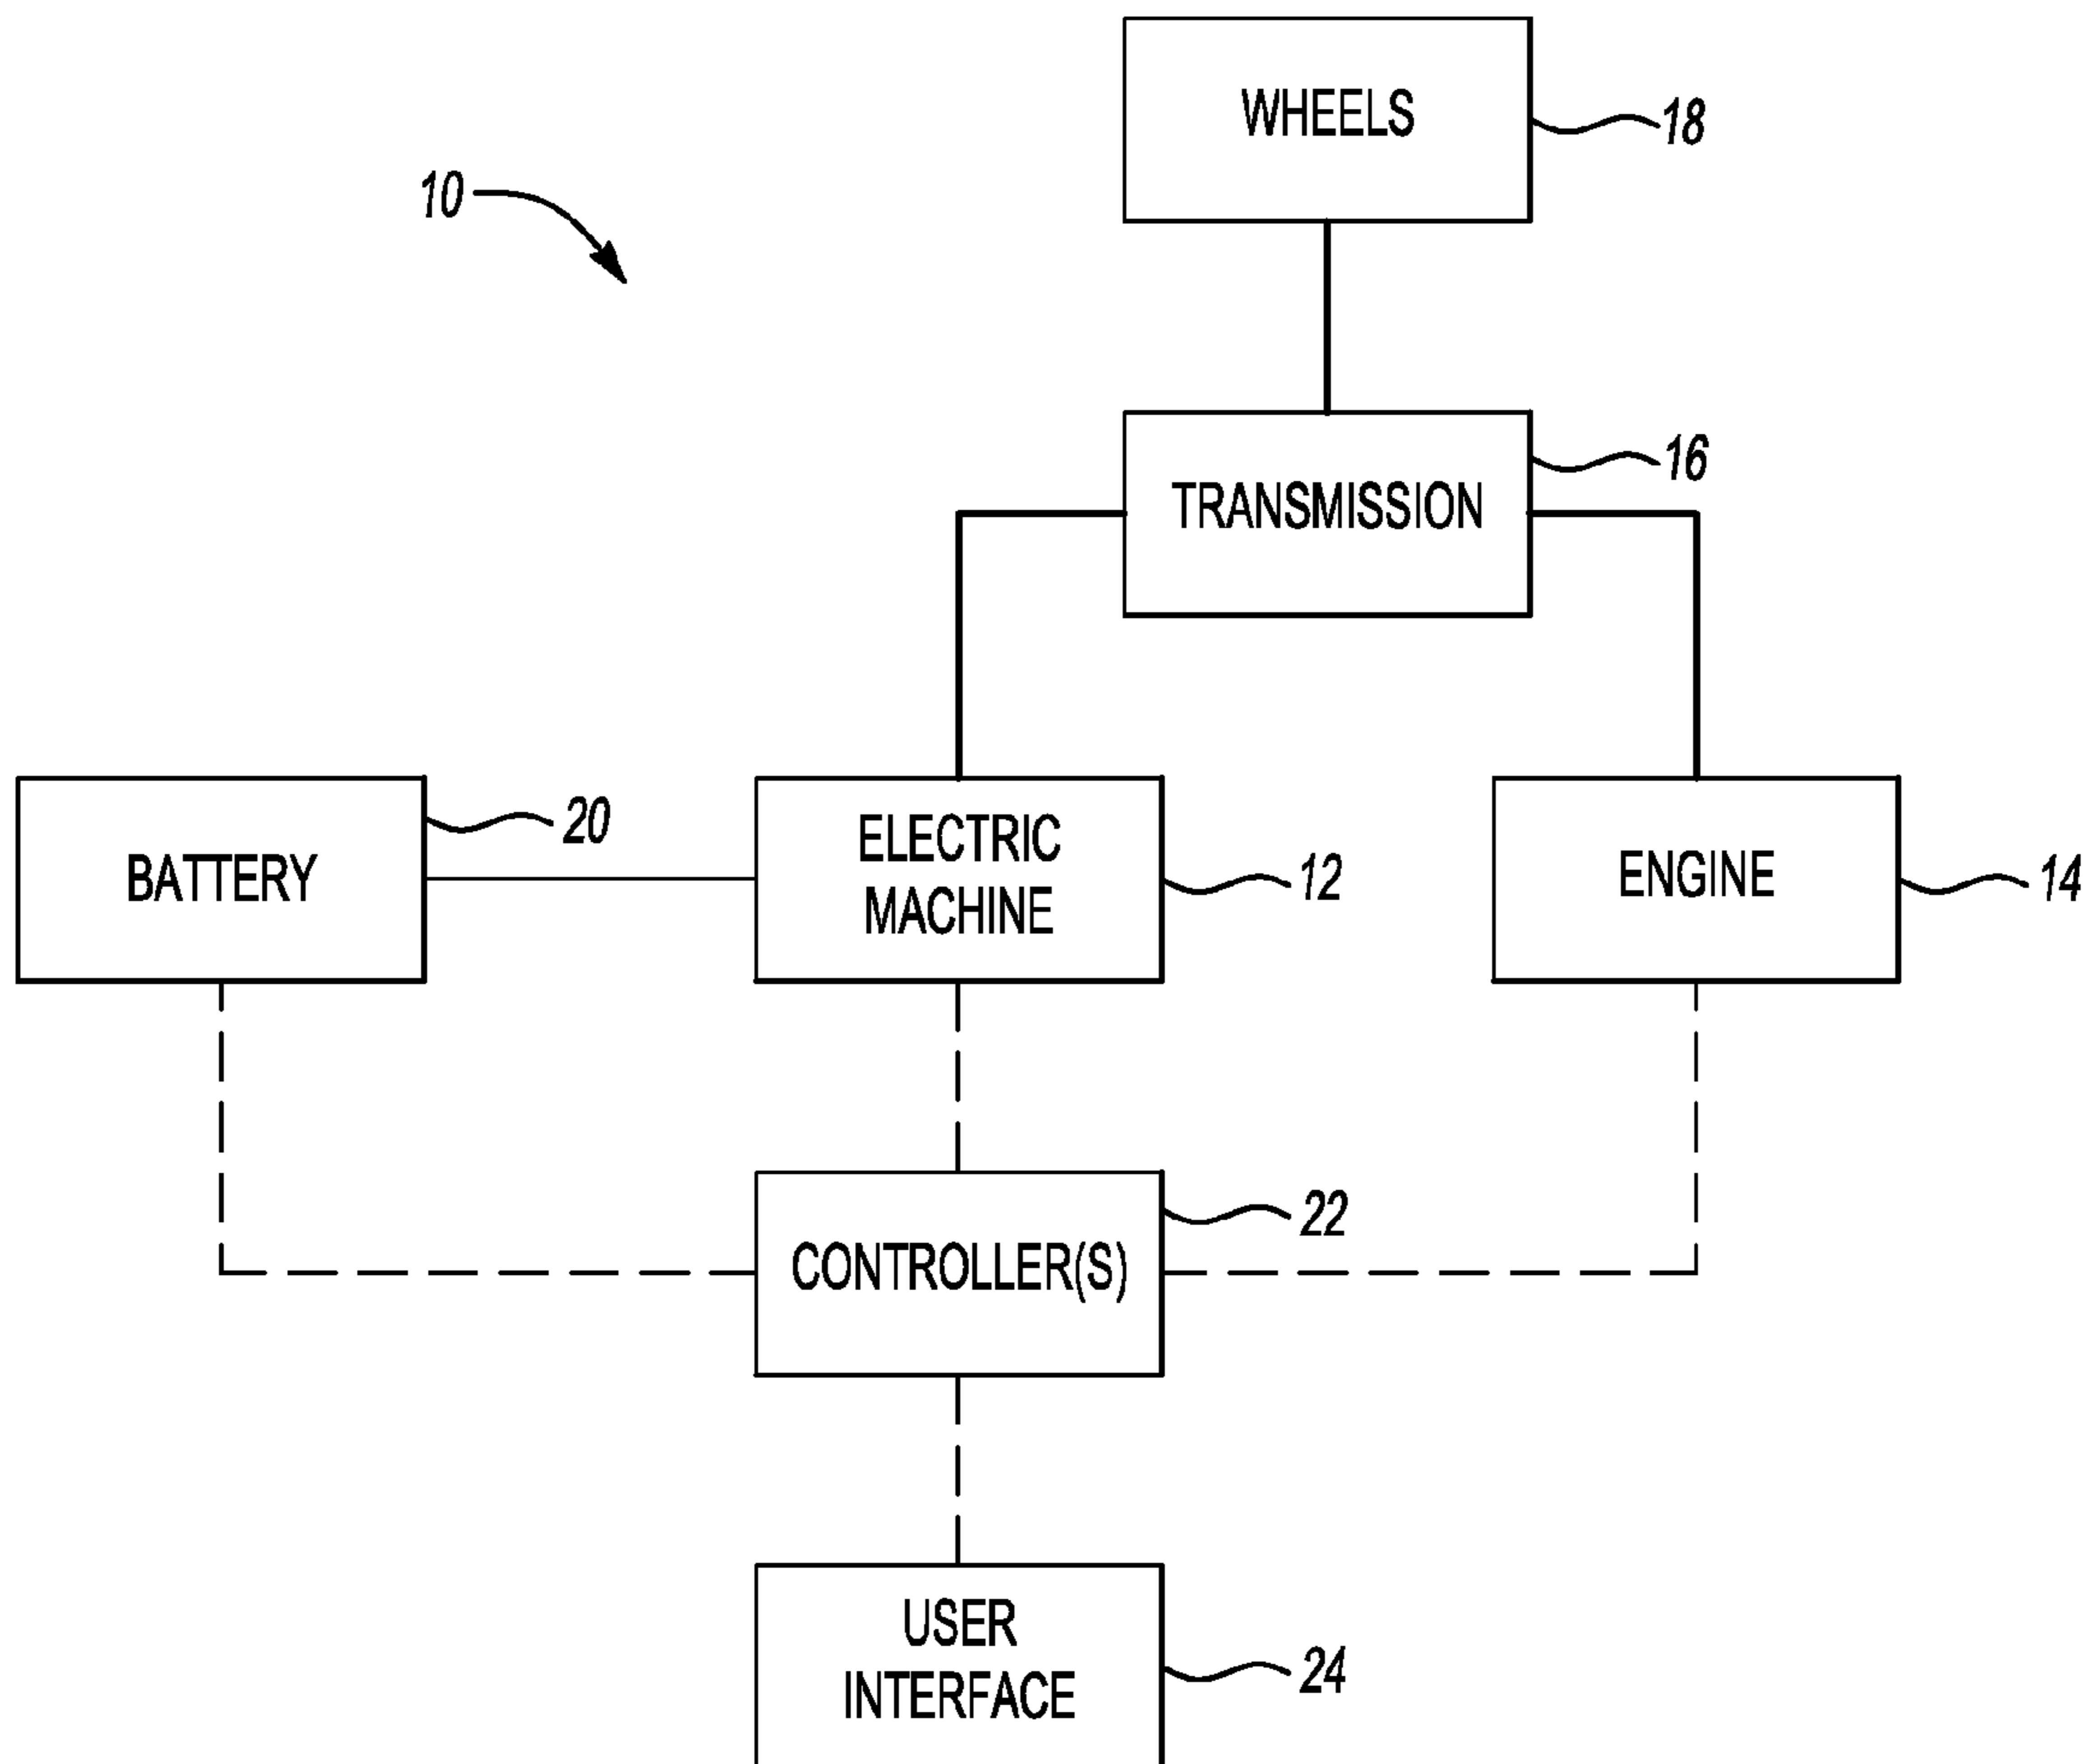 WHEELS
18
10
TRANSMISSION
16
BATTERY
20
ELECTRIC
MACHINE
12
ENGINE
14
CONTROLLER(S)
22
USER
INTERFACE
24